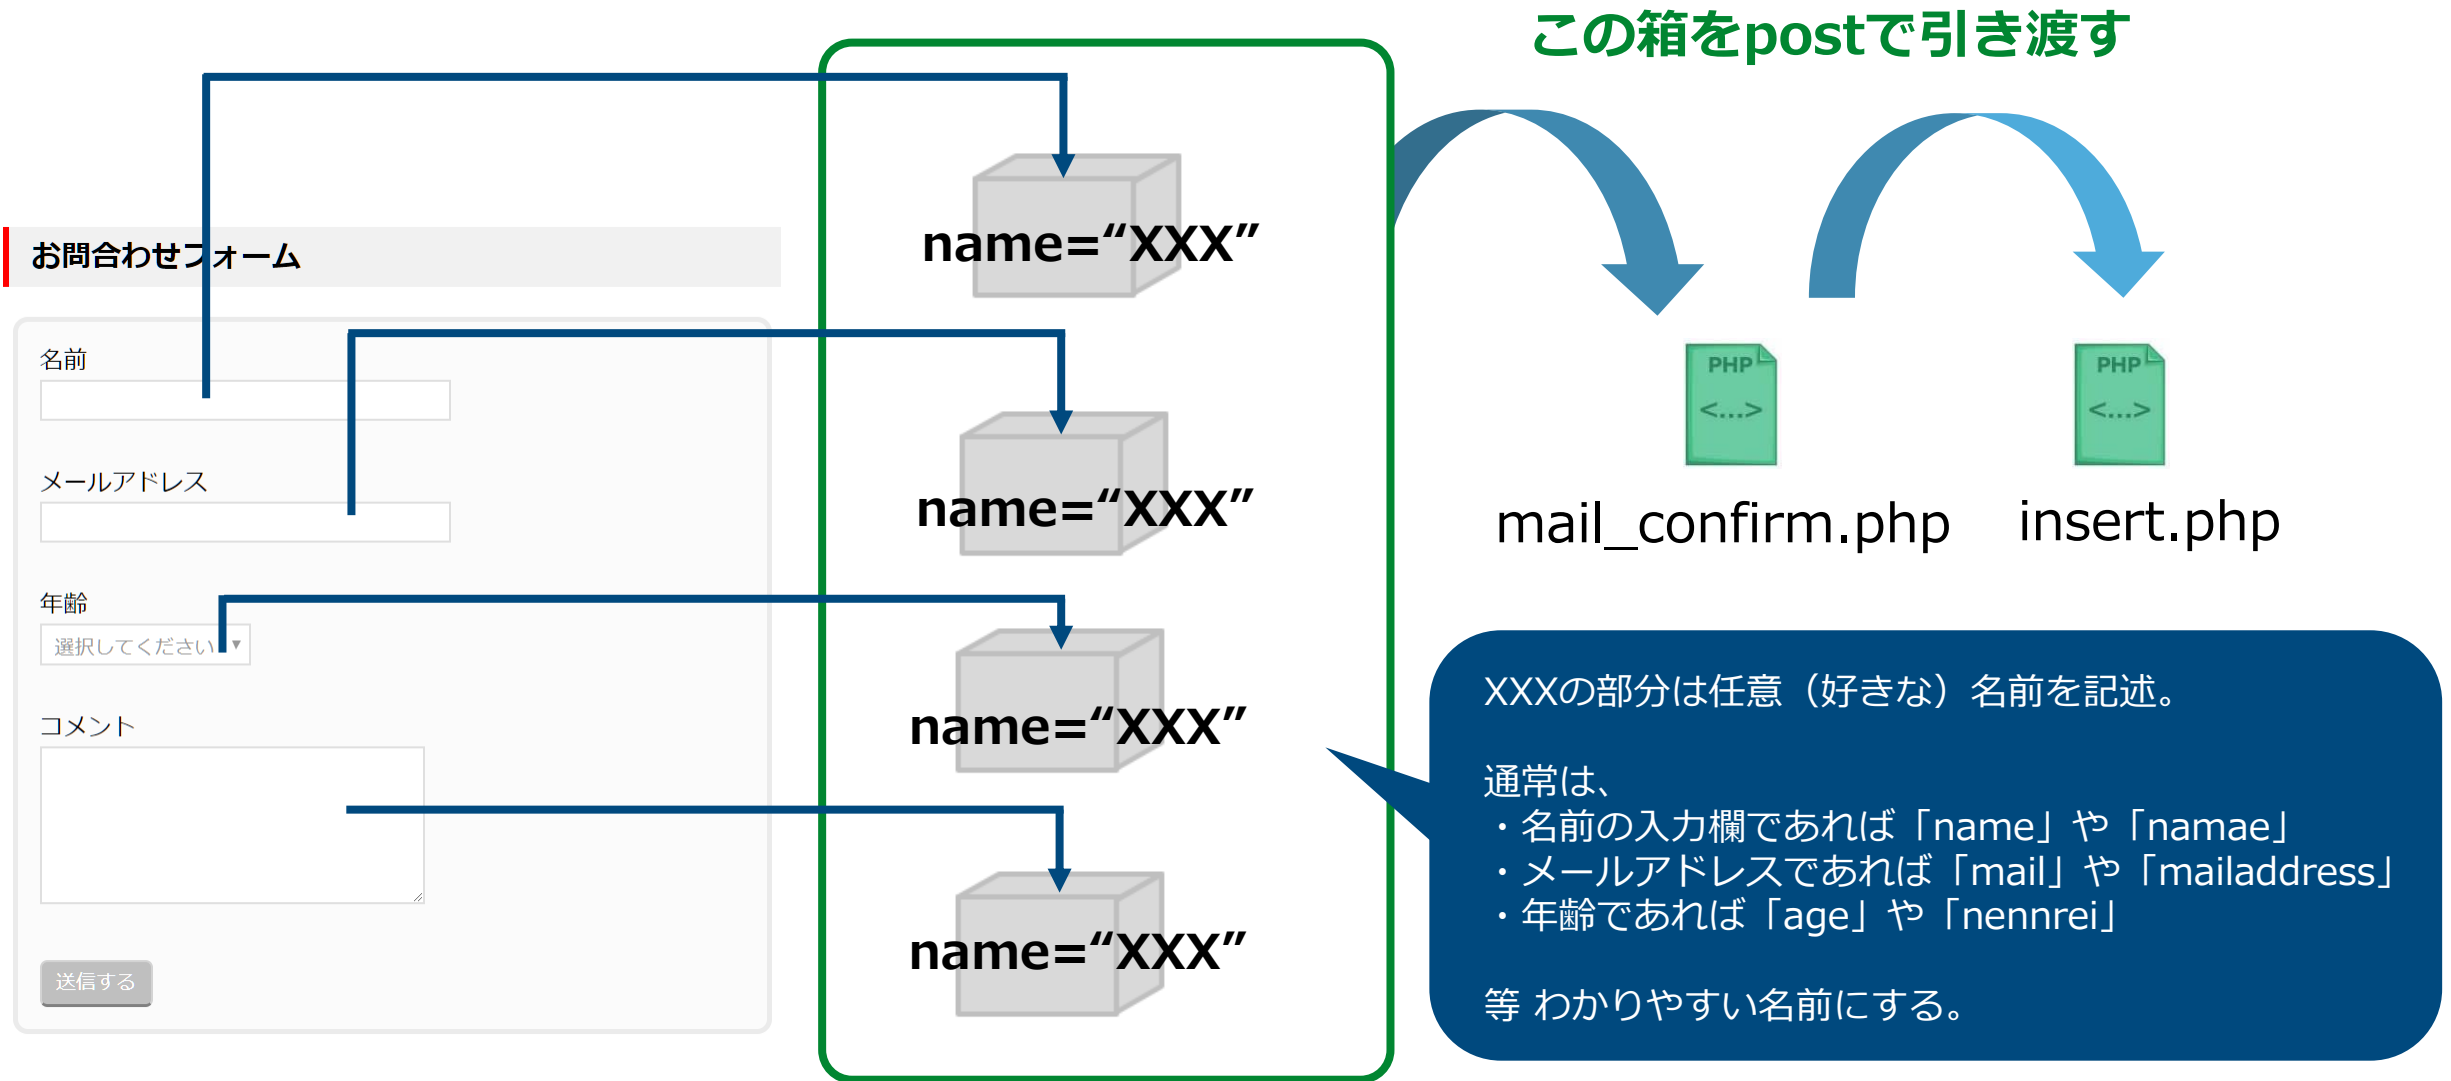 この箱をpostで引き渡す
お問合わせフォーム
名前
メールアドレス
年齢
選択してください ▼
コメント
送信する
name=“XXX”
name=“XXX”
name=“XXX”
name=“XXX”
PHP
<...>
mail_confirm.php
PHP
<...>
insert.php
XXXの部分は任意（好きな）名前を記述。
通常は、
・名前の入力欄であれば「name」や「namae」
・メールアドレスであれば「mail」や「mailaddress」
・年齢であれば「age」や「nennrei」
等 わかりやすい名前にする。